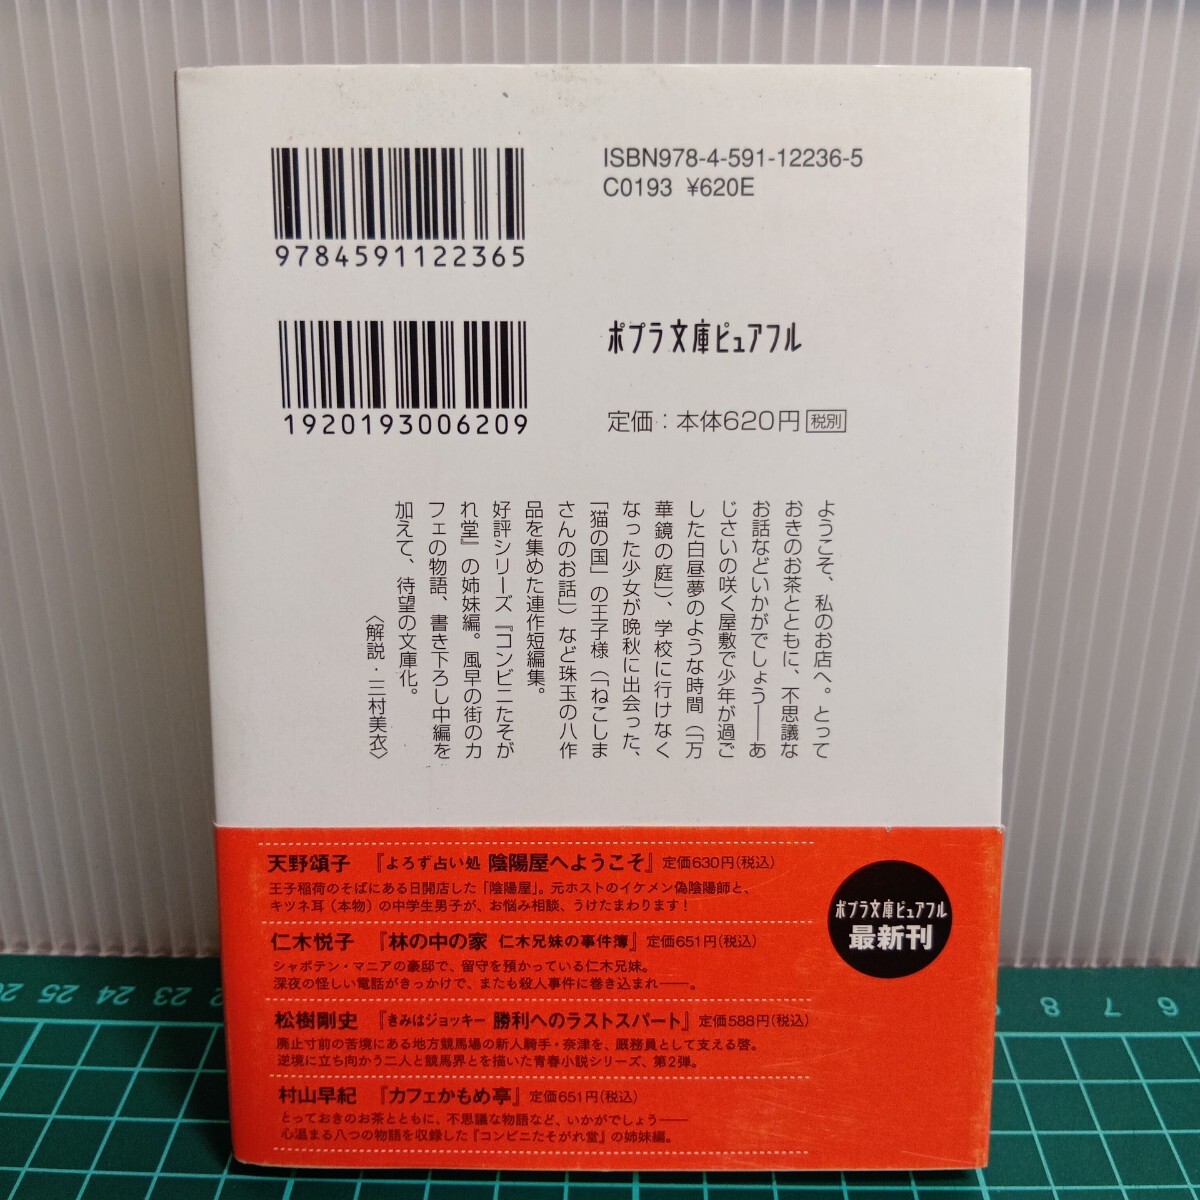 ISBN978-4-591-12236-5
C0193 ¥620E
9784591122365
1920193006209
ポプラ文庫ピュアフル
定価：本体620円 税別
ようこそ、私のお店へ。とって
おきのお茶とともに、不思議な
お話などいかがでしょう――あ
じさいの咲く屋敷で少年が過ご
した白昼夢のような時間（「万
華鏡の庭」）、学校に行けなく
なった少女が晩秋に出会った、
「猫の国」の王子様（「ねこしま
さんのお話」）など珠玉の八作
品を集めた連作短編集。
好評シリーズ『コンビニたそが
れ堂』の姉妹編。風早の街のカ
フェの物語、書き下ろし中編を
加えて、待望の文庫化。
〈解説・三村美衣〉
天野頌子 『よろず占い処 陰陽屋へようこそ』定価630円（税込）
王子稲荷のそばにある日開店した「陰陽屋」。元ホストのイケメン偽陰陽師と、
キツネ耳（本物）の中学生男子が、お悩み相談、うけたまわります！
仁木悦子 『林の中の家 仁木兄妹の事件簿』定価651円（税込）
シャボテン・マニアの豪邸で、留守を預かっている仁木兄妹。
深夜の怪しい電話がきっかけで、またも殺人事件に巻き込まれ――。
松樹剛史 『きみはジョッキー 勝利へのラストスパート』定価588円（税込）
廃止寸前の苦境にある地方競馬場の新人騎手・奈津を、厩務員として支える啓。
逆境に立ち向かう二人と競馬界とを描いた青春小説シリーズ、第2弾。
村山早紀 『カフェかもめ亭』定価651円（税込）
とっておきのお茶とともに、不思議な物語など、いかがでしょう――
心温まる八つの物語を収録した『コンビニたそがれ堂』の姉妹編。
ポプラ文庫ピュアフル
最新刊
26 25 24 23 22 21
9 8 7 6